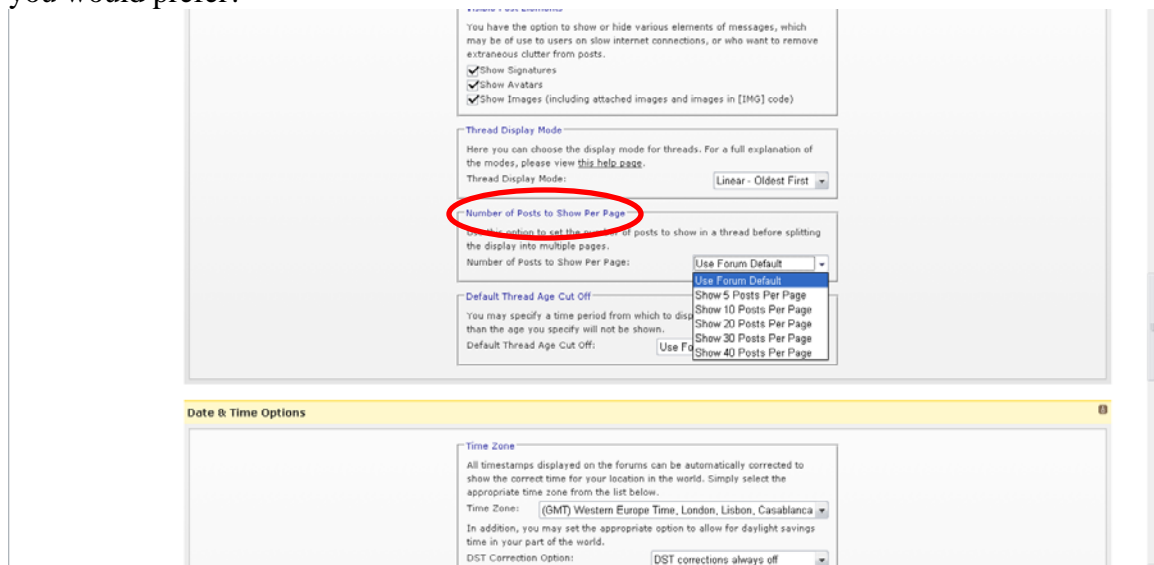 you would prefer.
Visible Post Elements
You have the option to show or hide various elements of messages, which
may be of use to users on slow internet connections, or who want to remove
extraneous clutter from posts.
Show Signatures
Show Avatars
Show Images (including attached images and images in [IMG] code)
Thread Display Mode
Here you can choose the display mode for threads. For a full explanation of
the modes, please view this help page.
Thread Display Mode: Linear - Oldest First
Number of Posts to Show Per Page
Use this option to set the number of posts to show in a thread before splitting
the display into multiple pages.
Number of Posts to Show Per Page: Use Forum Default
Use Forum Default
Show 5 Posts Per Page
Show 10 Posts Per Page
Show 20 Posts Per Page
Show 30 Posts Per Page
Show 40 Posts Per Page
Default Thread Age Cut Off
You may specify a time period from which to disp
than the age you specify will not be shown.
Default Thread Age Cut Off: Use Fo
Date & Time Options
Time Zone
All timestamps displayed on the forums can be automatically corrected to
show the correct time for your location in the world. Simply select the
appropriate time zone from the list below.
Time Zone: (GMT) Western Europe Time, London, Lisbon, Casablanca
In addition, you may set the appropriate option to allow for daylight savings
time in your part of the world.
DST Correction Option: DST corrections always off